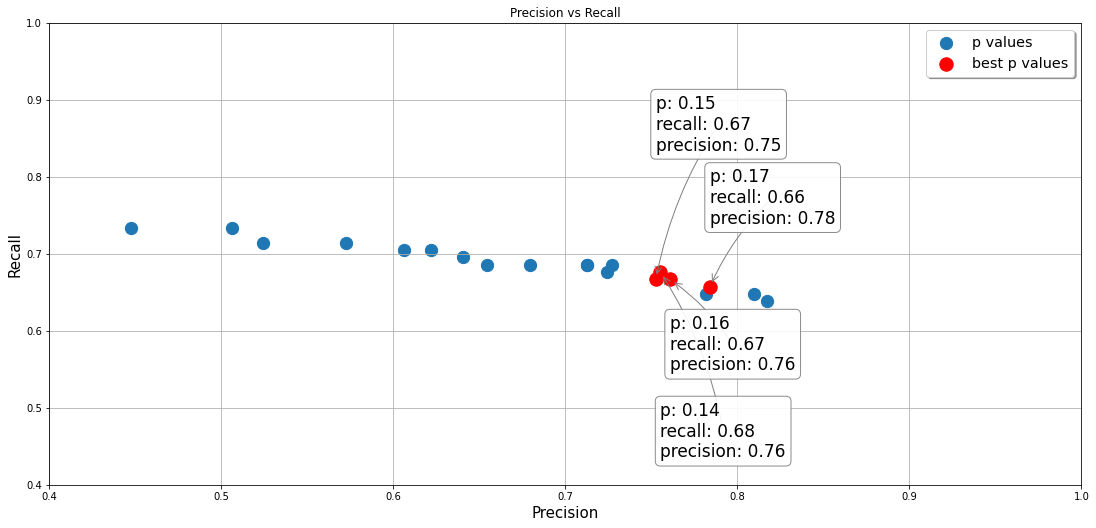 Precision vs Recall
p values
best p values
p: 0.15
recall: 0.67
precision: 0.75
p: 0.17
recall: 0.66
precision: 0.78
p: 0.16
recall: 0.67
precision: 0.76
p: 0.14
recall: 0.68
precision: 0.76
Recall
1.0
0.9
0.8
0.7
0.6
0.5
0.4
0.4 0.5 0.6 0.7 0.8 0.9 1.0
Precision